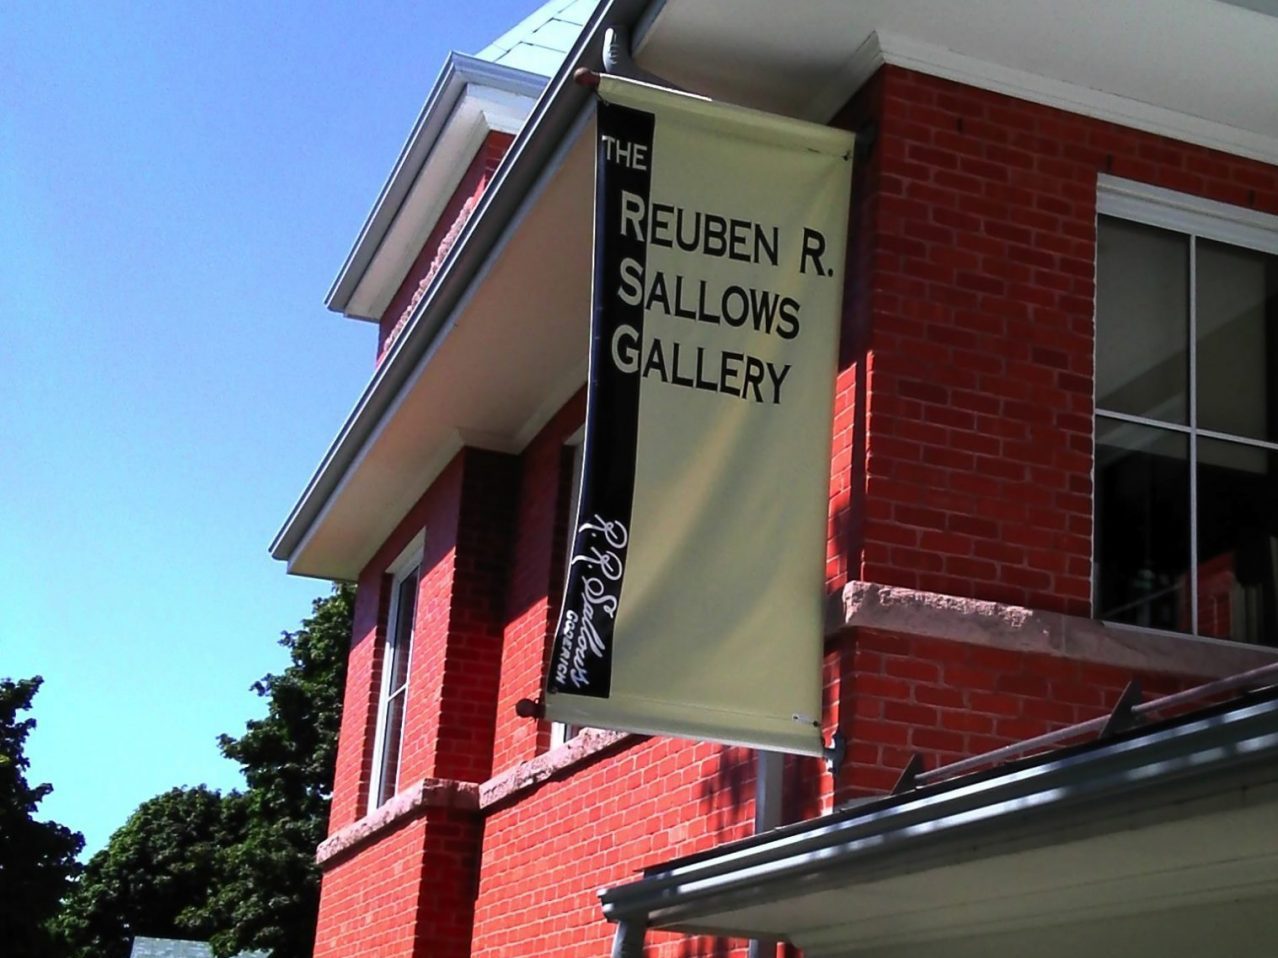 THE
REUBEN R.
SALLOWS
GALLERY
R.R. Sallows
GODERICH